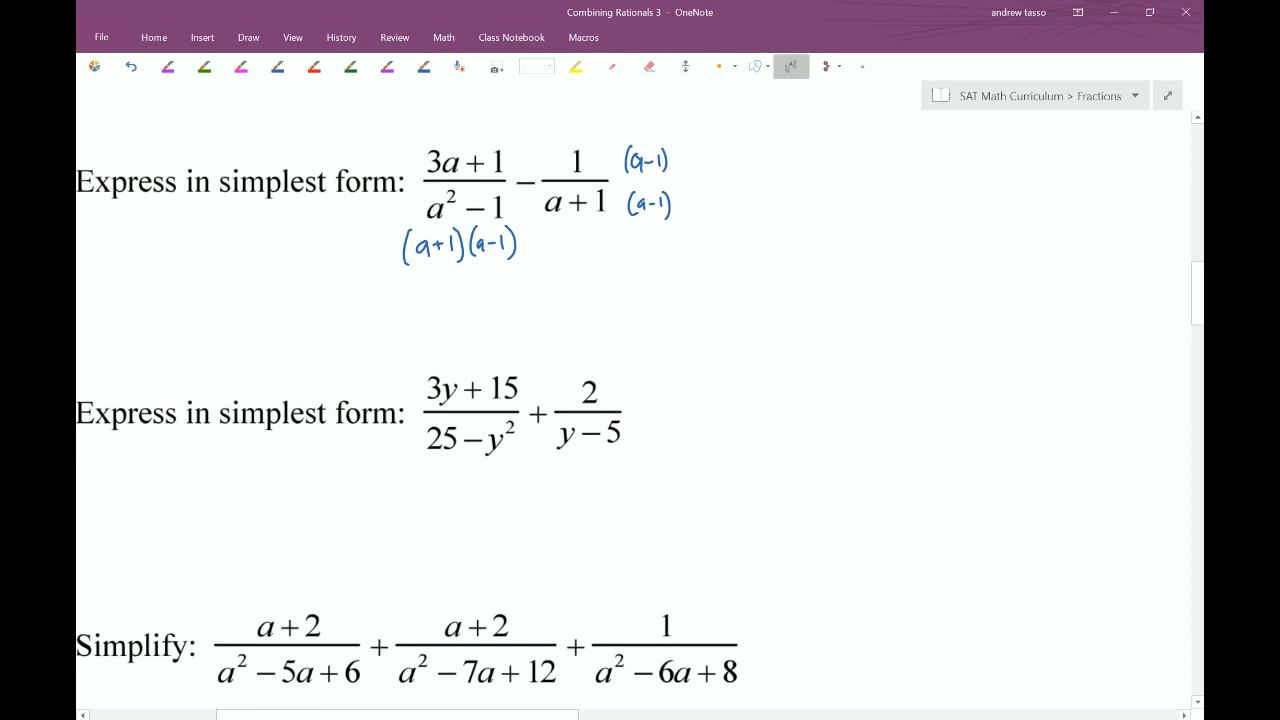 Combining Rationals 3 - OneNote
andrew tasso
File Home Insert Draw View History Review Math Class Notebook Macros
SAT Math Curriculum > Fractions
Express in simplest form: (3a + 1)/(a² − 1) − 1/(a + 1) (a-1)/(a-1)
(a+1)(a-1)
Express in simplest form: (3y + 15)/(25 − y²) + 2/(y − 5)
Simplify: (a + 2)/(a² − 5a + 6) + (a + 2)/(a² − 7a + 12) + 1/(a² − 6a + 8)